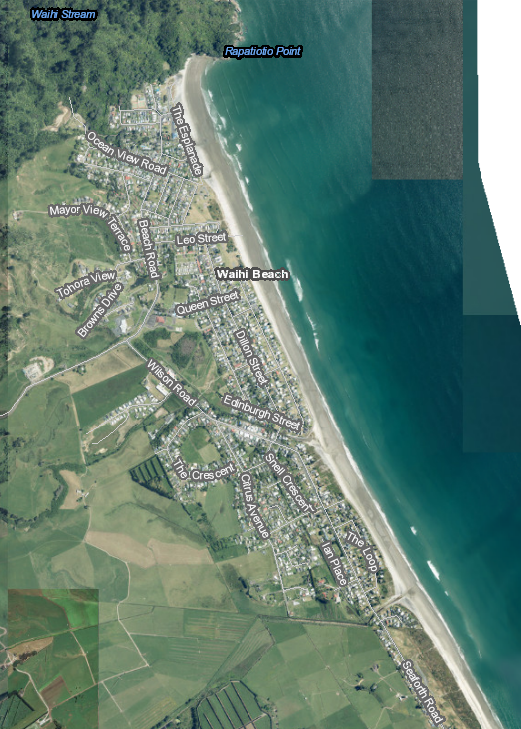 Waihi Stream
Rapatiotio Point
The Esplanade
Ocean View Road
Mayor View Terrace
Beach Road
Leo Street
Waihi Beach
Tohora View
Browns Drive
Queen Street
Dillon Street
Wilson Road
Edinburgh Street
The Crescent
Snell Crescent
Citrus Avenue
The Loop
Ian Place
Seaforth Road